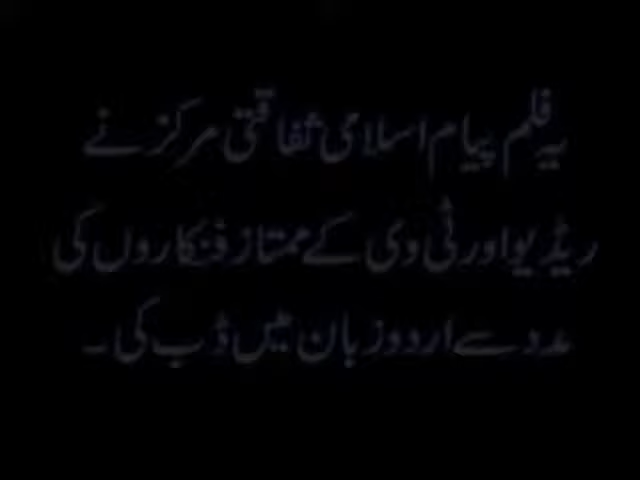 یہ فلم پیام اسلامی ثقافتی مرکز نے
ریڈیو اور ٹی وی کے ممتاز فنکاروں کی
مدد سے اردو زبان میں ڈب کی ۔